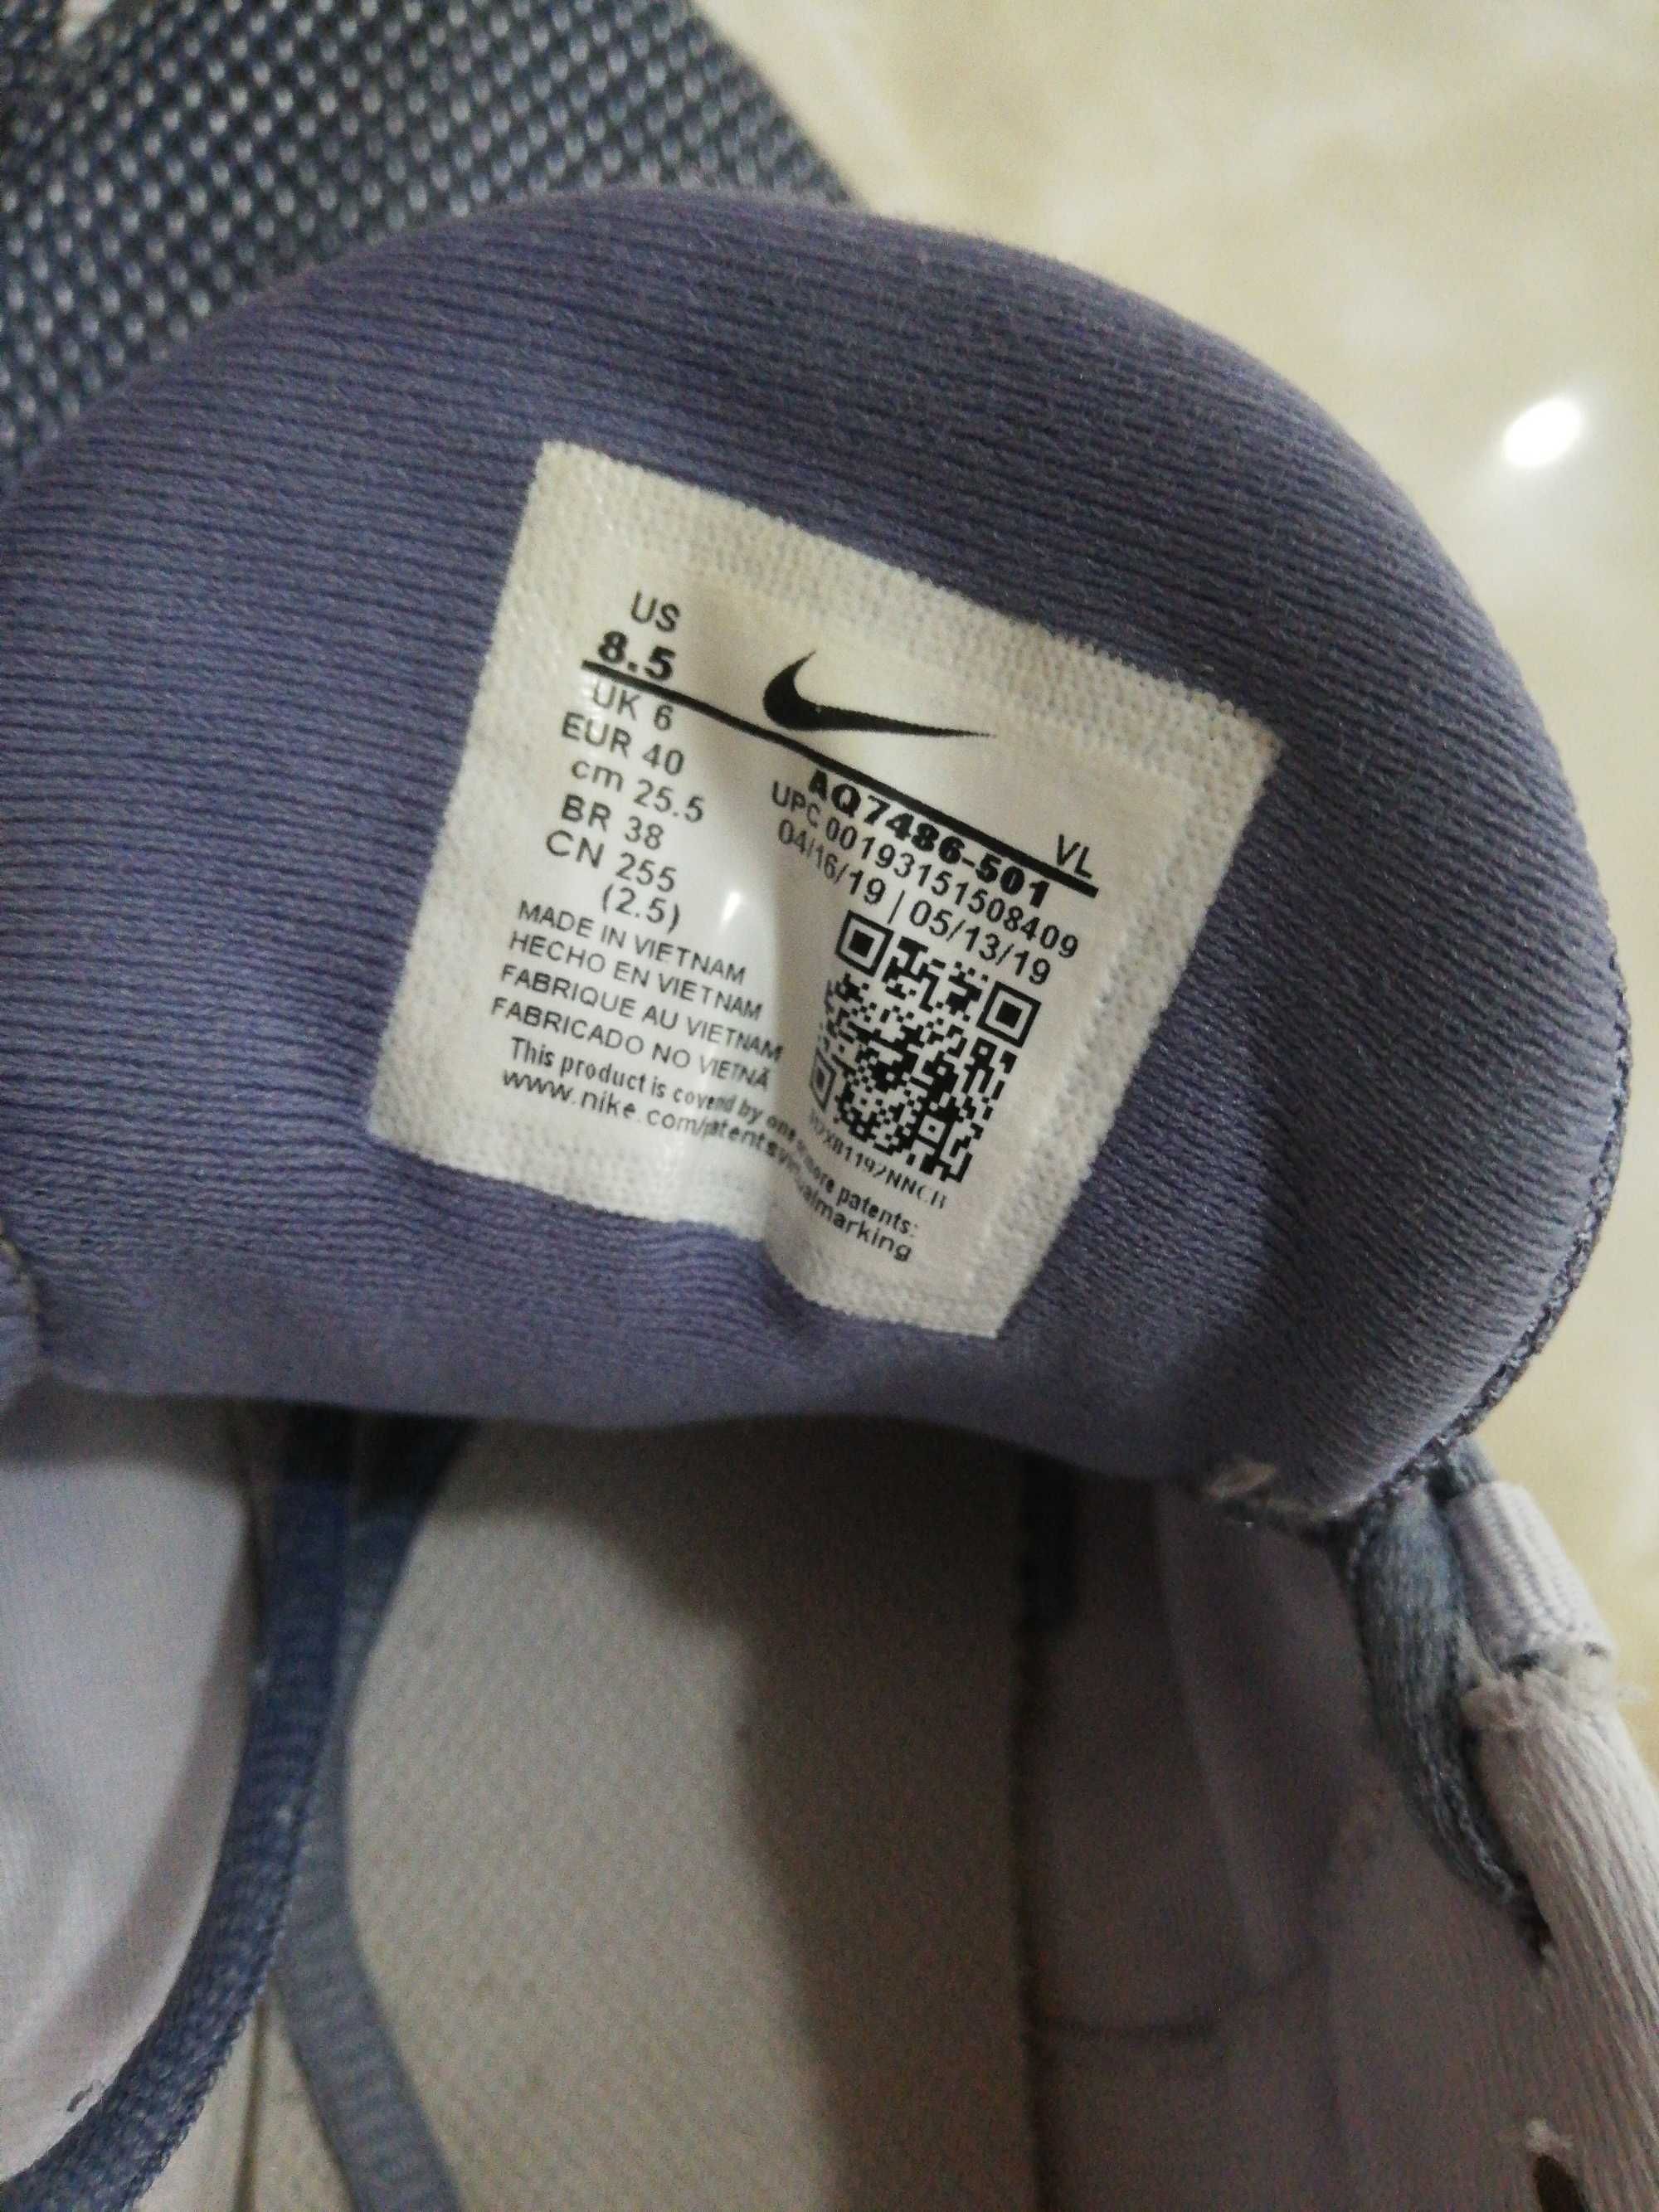 US
8.5
UK 6
EUR 40
cm 25.5
BR 38
CN 255
(2.5)
VL
AQ7486-501
UPC 00193151508409
04/16/19 | 05/13/19
MADE IN VIETNAM
HECHO EN VIETNAM
FABRIQUE AU VIETNAM
FABRICADO NO VIETNÃ
This product is covered by one or more patents:
www.nike.com/patentsvirtualmarking